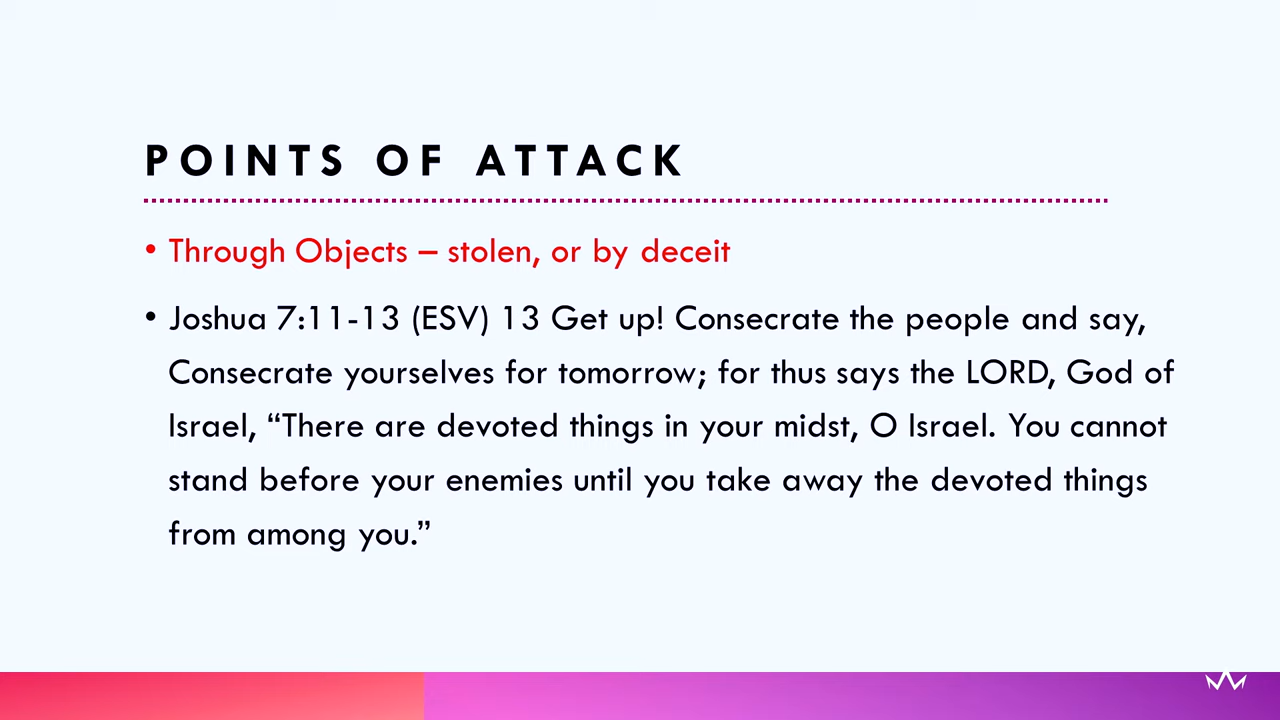 POINTS OF ATTACK
• Through Objects – stolen, or by deceit
• Joshua 7:11-13 (ESV) 13 Get up! Consecrate the people and say,
Consecrate yourselves for tomorrow; for thus says the LORD, God of
Israel, “There are devoted things in your midst, O Israel. You cannot
stand before your enemies until you take away the devoted things
from among you.”